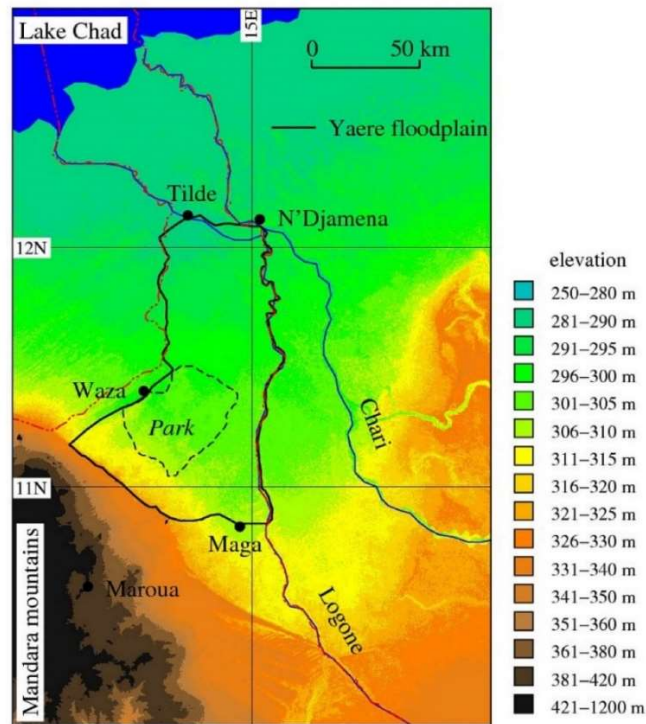 Lake Chad
15E
0
50 km
Yaere floodplain
Tilde
N'Djamena
12N
Waza
Park
Chari
11N
Maga
Maroua
Logone
Mandara mountains
elevation
250–280 m
281–290 m
291–295 m
296–300 m
301–305 m
306–310 m
311–315 m
316–320 m
321–325 m
326–330 m
331–340 m
341–350 m
351–360 m
361–380 m
381–420 m
421–1200 m